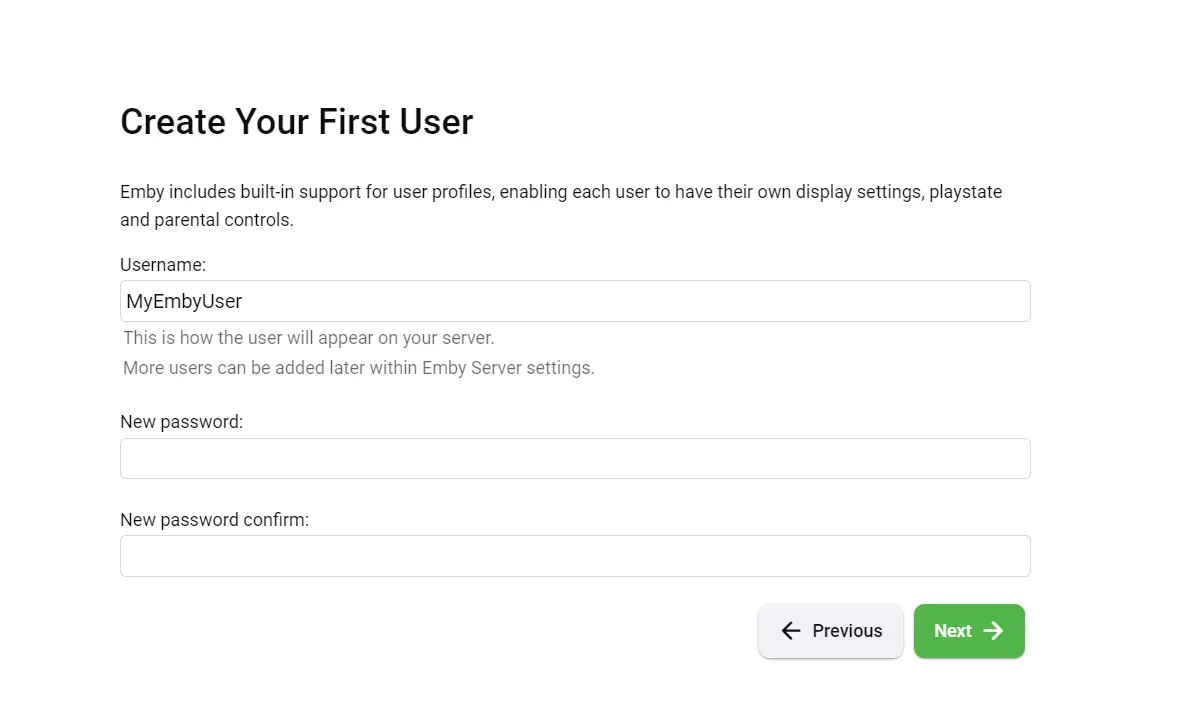 Create Your First User
Emby includes built-in support for user profiles, enabling each user to have their own display settings, playstate
and parental controls.
Username:
MyEmbyUser
This is how the user will appear on your server.
More users can be added later within Emby Server settings.
New password:
New password confirm:
Previous
Next